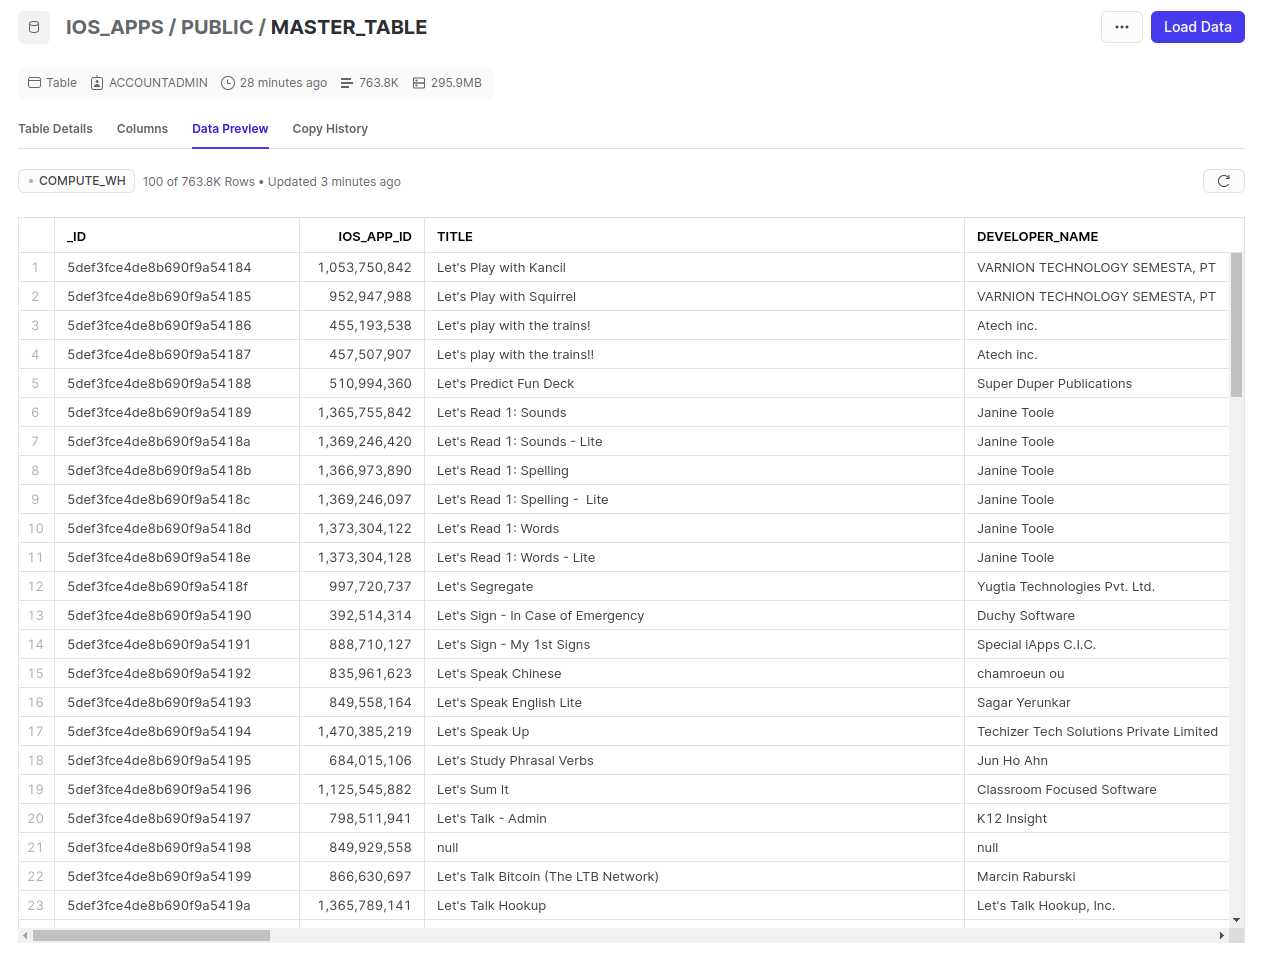 IOS_APPS / PUBLIC / MASTER_TABLE
Load Data
Table ACCOUNTADMIN 28 minutes ago 763.8K 295.9MB
Table Details Columns Data Preview Copy History
COMPUTE_WH 100 of 763.8K Rows • Updated 3 minutes ago
_ID IOS_APP_ID TITLE DEVELOPER_NAME
1 5def3fce4de8b690f9a54184 1,053,750,842 Let's Play with Kancil VARNION TECHNOLOGY SEMESTA, PT
2 5def3fce4de8b690f9a54185 952,947,988 Let's Play with Squirrel VARNION TECHNOLOGY SEMESTA, PT
3 5def3fce4de8b690f9a54186 455,193,538 Let's play with the trains! Atech inc.
4 5def3fce4de8b690f9a54187 457,507,907 Let's play with the trains!! Atech inc.
5 5def3fce4de8b690f9a54188 510,994,360 Let's Predict Fun Deck Super Duper Publications
6 5def3fce4de8b690f9a54189 1,365,755,842 Let's Read 1: Sounds Janine Toole
7 5def3fce4de8b690f9a5418a 1,369,246,420 Let's Read 1: Sounds - Lite Janine Toole
8 5def3fce4de8b690f9a5418b 1,366,973,890 Let's Read 1: Spelling Janine Toole
9 5def3fce4de8b690f9a5418c 1,369,246,097 Let's Read 1: Spelling -  Lite Janine Toole
10 5def3fce4de8b690f9a5418d 1,373,304,122 Let's Read 1: Words Janine Toole
11 5def3fce4de8b690f9a5418e 1,373,304,128 Let's Read 1: Words - Lite Janine Toole
12 5def3fce4de8b690f9a5418f 997,720,737 Let's Segregate Yugtia Technologies Pvt. Ltd.
13 5def3fce4de8b690f9a54190 392,514,314 Let's Sign - In Case of Emergency Duchy Software
14 5def3fce4de8b690f9a54191 888,710,127 Let's Sign - My 1st Signs Special iApps C.I.C.
15 5def3fce4de8b690f9a54192 835,961,623 Let's Speak Chinese chamroeun ou
16 5def3fce4de8b690f9a54193 849,558,164 Let's Speak English Lite Sagar Yerunkar
17 5def3fce4de8b690f9a54194 1,470,385,219 Let's Speak Up Techizer Tech Solutions Private Limited
18 5def3fce4de8b690f9a54195 684,015,106 Let's Study Phrasal Verbs Jun Ho Ahn
19 5def3fce4de8b690f9a54196 1,125,545,882 Let's Sum It Classroom Focused Software
20 5def3fce4de8b690f9a54197 798,511,941 Let's Talk - Admin K12 Insight
21 5def3fce4de8b690f9a54198 849,929,558 null null
22 5def3fce4de8b690f9a54199 866,630,697 Let's Talk Bitcoin (The LTB Network) Marcin Raburski
23 5def3fce4de8b690f9a5419a 1,365,789,141 Let's Talk Hookup Let's Talk Hookup, Inc.